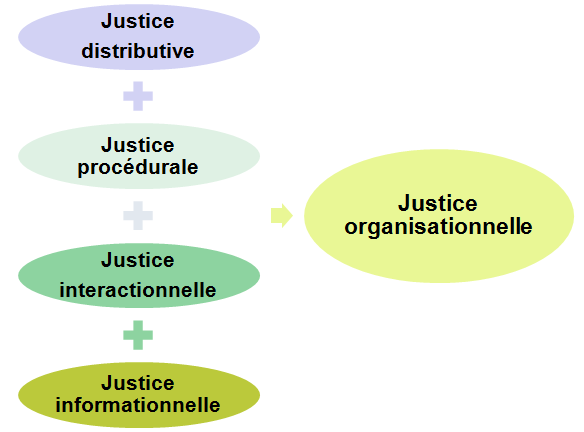 Justice
distributive
Justice
procédurale
Justice
interactionnelle
Justice
informationnelle
Justice
organisationnelle